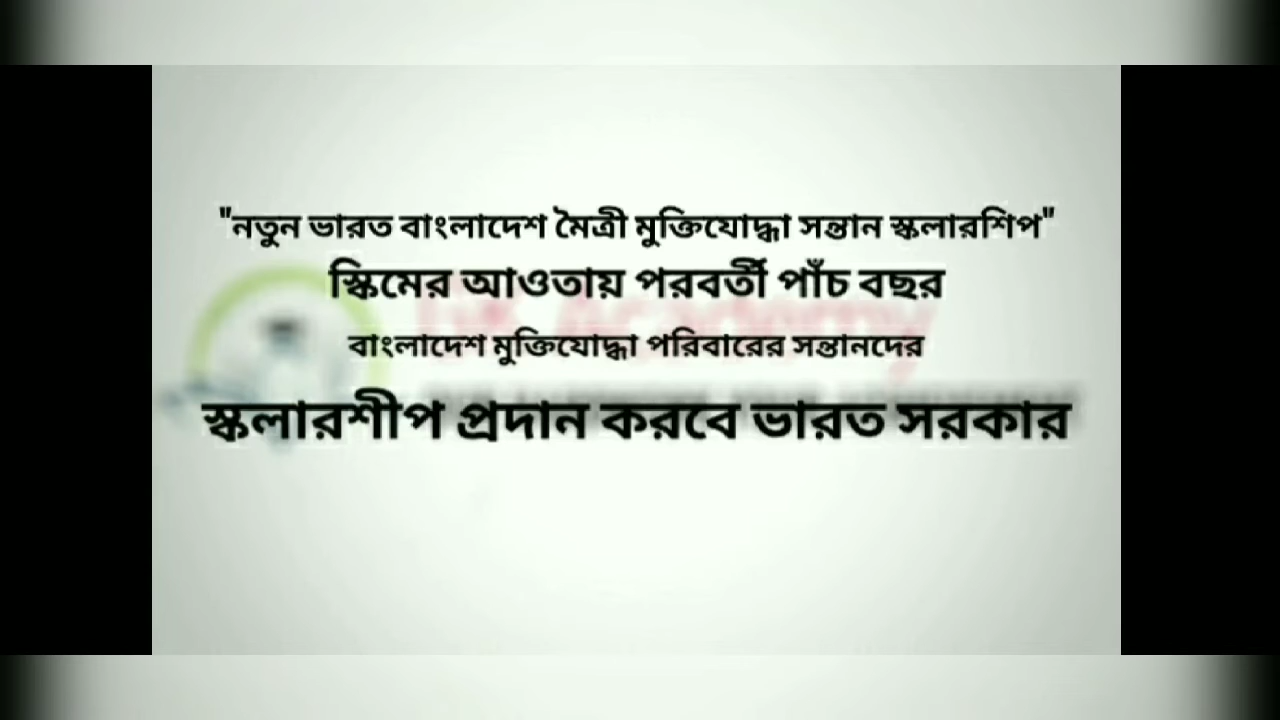 "নতুন ভারত বাংলাদেশ মৈত্রী মুক্তিযোদ্ধা সন্তান স্কলারশিপ"
স্কিমের আওতায় পরবর্তী পাঁচ বছর
বাংলাদেশ মুক্তিযোদ্ধা পরিবারের সন্তানদের
স্কলারশীপ প্রদান করবে ভারত সরকার